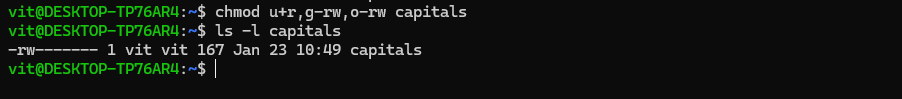 vit@DESKTOP-TP76AR4:~$ chmod u+r,g-rw,o-rw capitals
vit@DESKTOP-TP76AR4:~$ ls -l capitals
-rw------- 1 vit vit 167 Jan 23 10:49 capitals
vit@DESKTOP-TP76AR4:~$